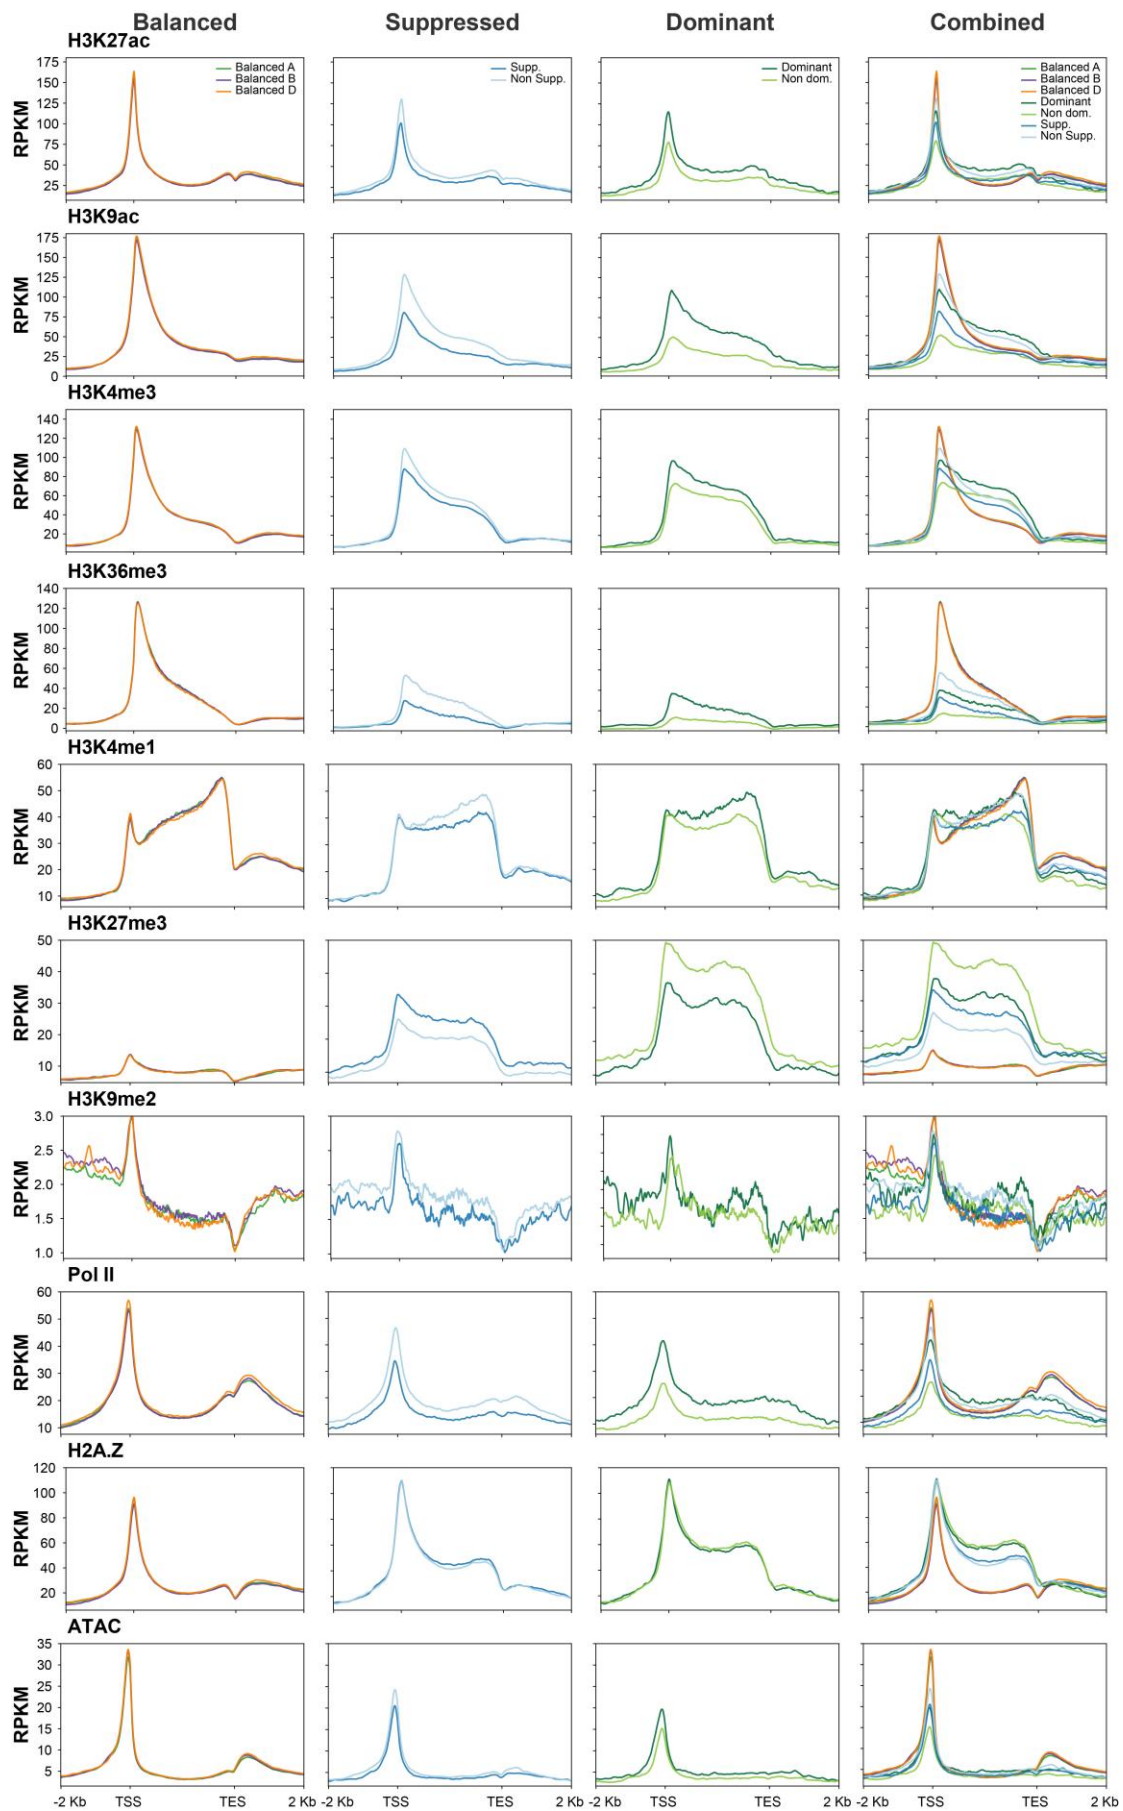 Balanced Suppressed Dominant Combined
H3K27ac
RPKM
175
150
125
100
75
50
25
Balanced A
Balanced B
Balanced D
Supp.
Non Supp.
Dominant
Non dom.
Balanced A
Balanced B
Balanced D
Dominant
Non dom.
Supp.
Non Supp.
H3K9ac
RPKM
175
150
125
100
75
50
25
0
H3K4me3
RPKM
140
120
100
80
60
40
20
H3K36me3
RPKM
140
120
100
80
60
40
20
0
H3K4me1
RPKM
60
50
40
30
20
10
H3K27me3
RPKM
50
40
30
20
10
H3K9me2
RPKM
3.0
2.5
2.0
1.5
1.0
Pol II
RPKM
60
50
40
30
20
10
H2A.Z
RPKM
120
100
80
60
40
20
ATAC
RPKM
35
30
25
20
15
10
5
-2 Kb TSS TES 2 Kb -2 Kb TSS TES 2 Kb -2 Kb TSS TES 2 Kb -2 Kb TSS TES 2 Kb